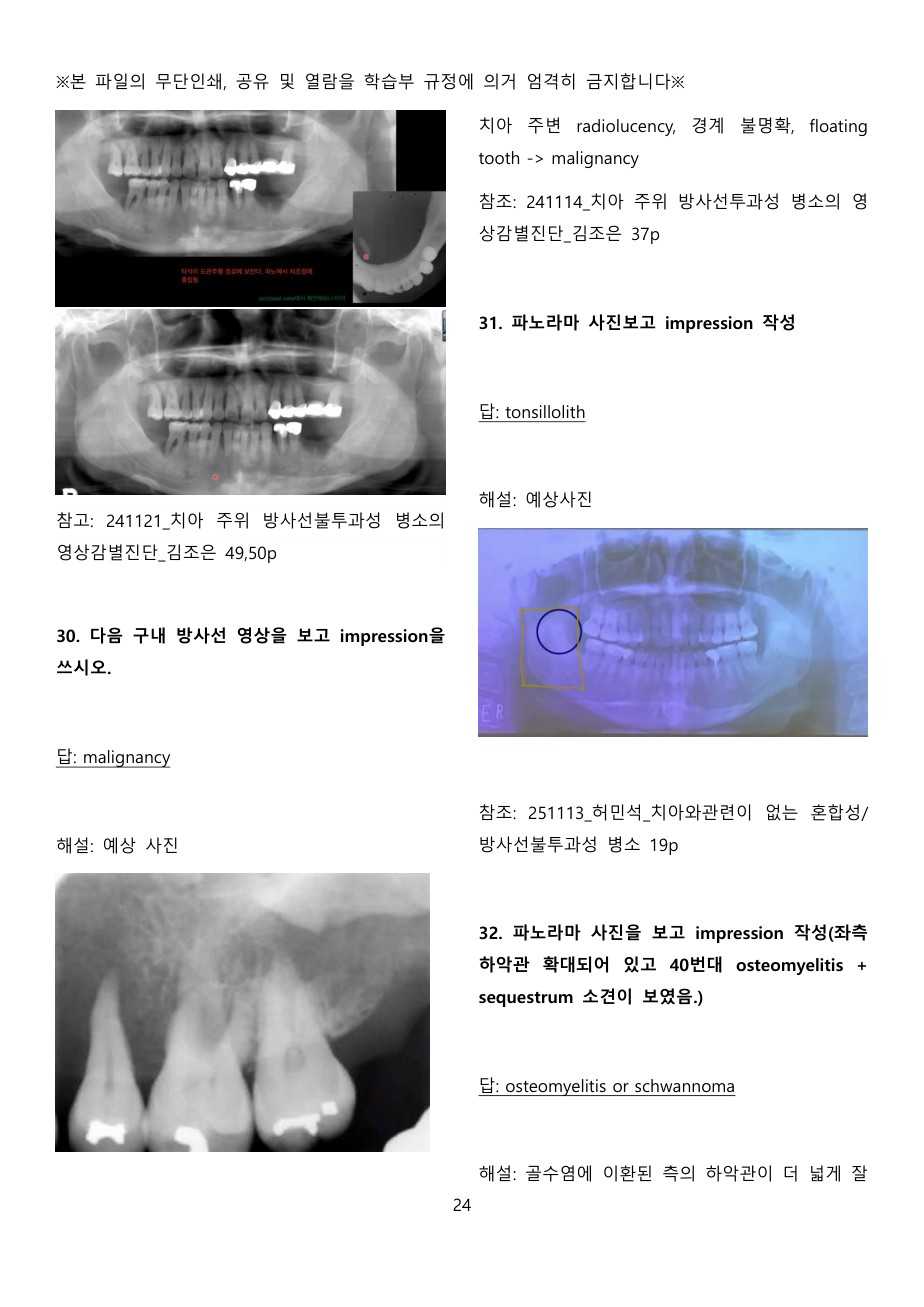 ※본 파일의 무단인쇄, 공유 및 열람을 학습부 규정에 의거 엄격히 금지합니다※
참고: 241121_치아 주위 방사선불투과성 병소의
영상감별진단_김조은 49,50p
30. 다음 구내 방사선 영상을 보고 impression을
쓰시오.
답: malignancy
해설: 예상 사진
치아 주변 radiolucency, 경계 불명확, floating
tooth -> malignancy
참조: 241114_치아 주위 방사선투과성 병소의 영
상감별진단_김조은 37p
31. 파노라마 사진보고 impression 작성
답: tonsillolith
해설: 예상사진
ER
참조: 251113_허민석_치아와관련이 없는 혼합성/
방사선불투과성 병소 19p
32. 파노라마 사진을 보고 impression 작성(좌측
하악관 확대되어 있고 40번대 osteomyelitis +
sequestrum 소견이 보였음.)
답: osteomyelitis or schwannoma
해설: 골수염에 이환된 측의 하악관이 더 넓게 잘
24